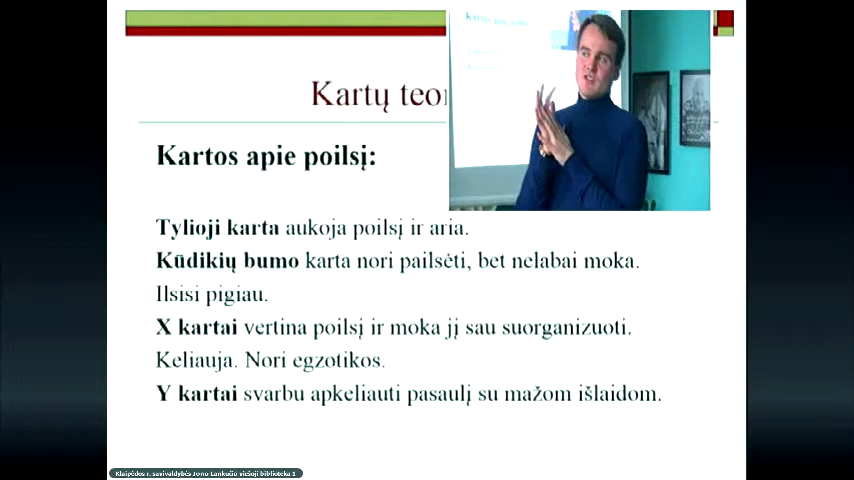 Kartų teor
Kartos apie poilsį:
Tylioji karta aukoja poilsį ir aria.
Kūdikių bumo karta nori pailsėti, bet nelabai moka.
Ilsisi pigiau.
X kartai vertina poilsį ir moka jį sau suorganizuoti.
Keliauja. Nori egzotikos.
Y kartai svarbu apkeliauti pasaulį su mažom išlaidom.
Klaipėdos r. savivaldybės Jono Lankučio viešoji biblioteka 1